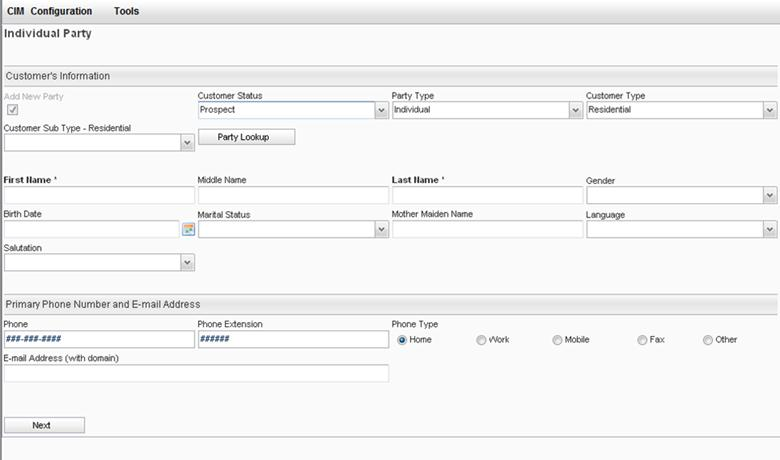 CIM Configuration Tools
Individual Party
Customer's Information
Add New Party Customer Status Party Type Customer Type
Prospect Individual Residential
Customer Sub Type - Residential Party Lookup
First Name * Middle Name Last Name * Gender
Birth Date Marital Status Mother Maiden Name Language
Salutation
Primary Phone Number and E-mail Address
Phone Phone Extension Phone Type
###-###-#### ###### Home Work Mobile Fax Other
E-mail Address (with domain)
Next